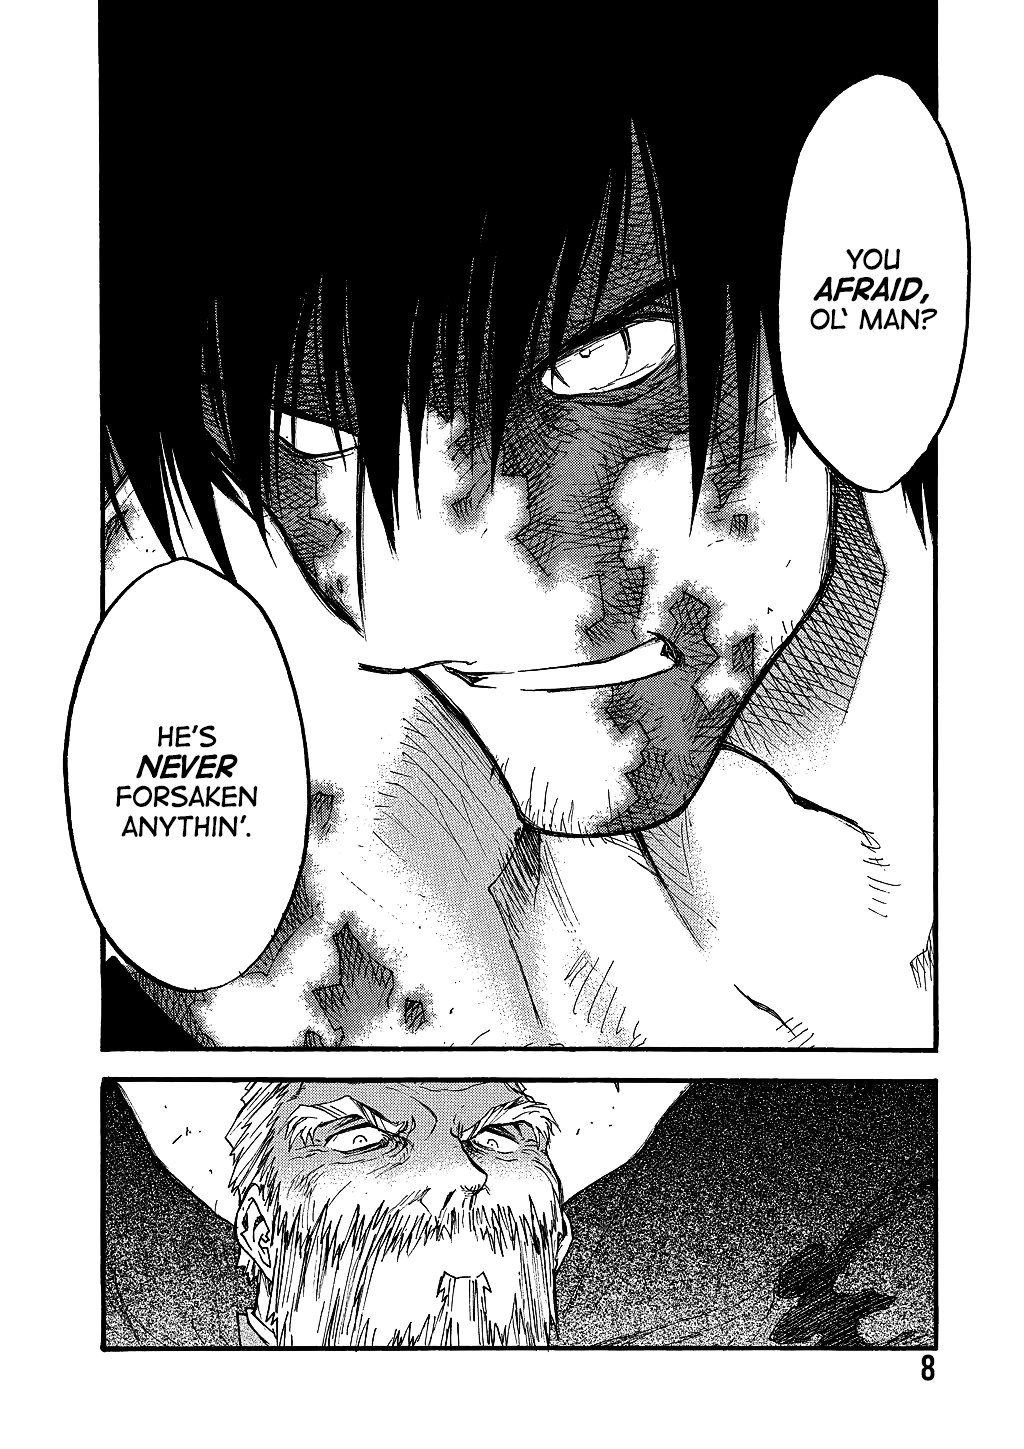 YOU
AFRAID,
OL' MAN?
HE'S
NEVER
FORSAKEN
ANYTHIN'.
8